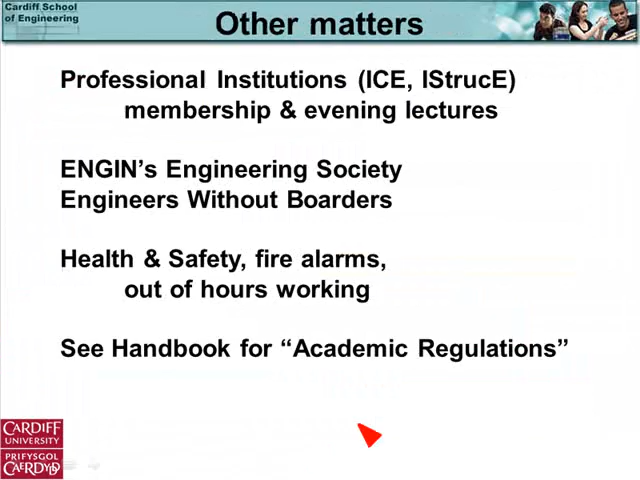 Cardiff School
of Engineering
Other matters
Professional Institutions (ICE, IStrucE)
membership & evening lectures
ENGIN’s Engineering Society
Engineers Without Boarders
Health & Safety, fire alarms,
out of hours working
See Handbook for “Academic Regulations”
CARDIFF
UNIVERSITY
PRIFYSGOL
CAERDYDD